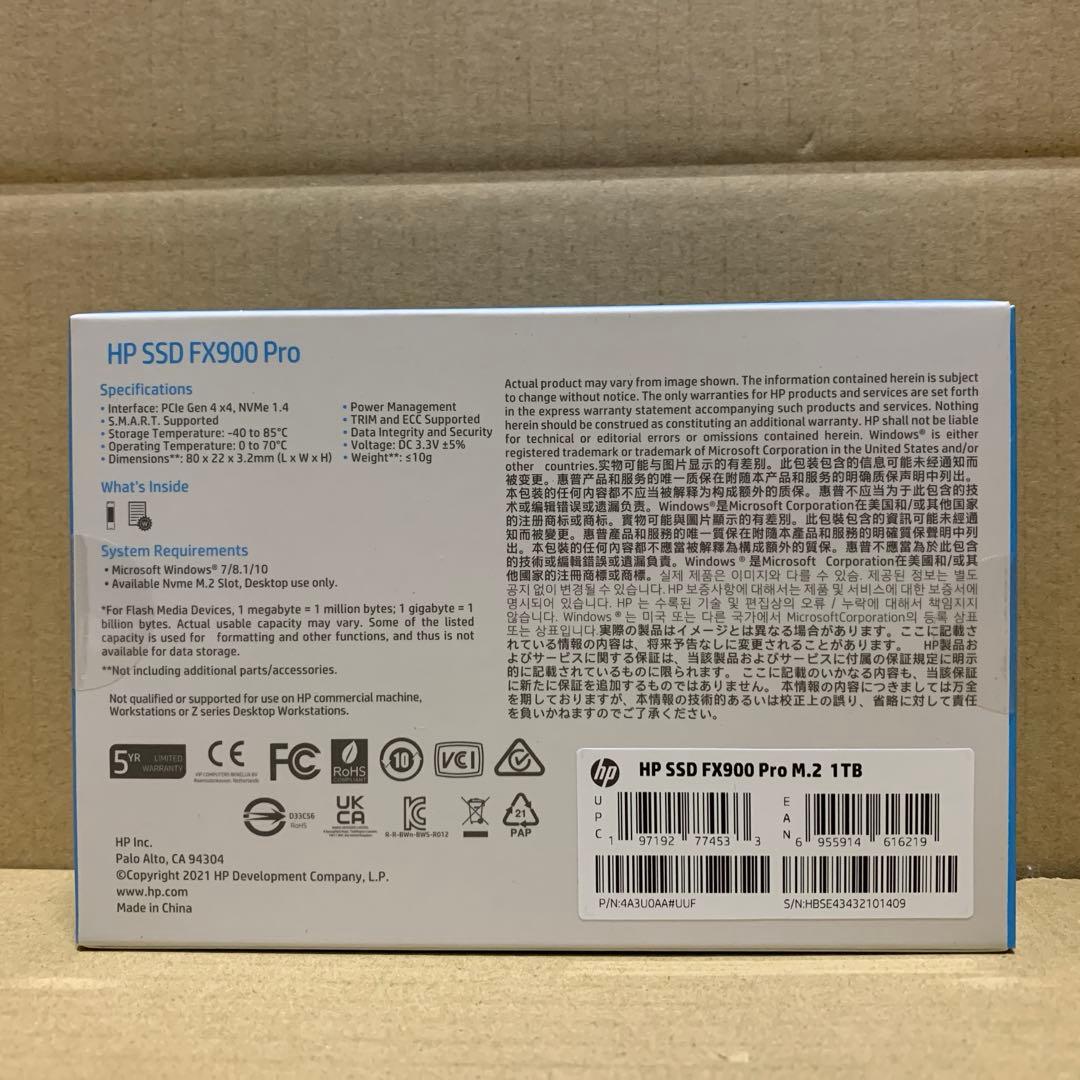 HP SSD FX900 Pro
Specifications
• Interface: PCIe Gen 4 x4, NVMe 1.4
• S.M.A.R.T. Supported
• Storage Temperature: -40 to 85°C
• Operating Temperature: 0 to 70°C
• Dimensions**: 80 x 22 x 3.2mm (L x W x H)
• Power Management
• TRIM and ECC Supported
• Data Integrity and Security
• Voltage: DC 3.3V ±5%
• Weight**: ≤10g
What's Inside
System Requirements
• Microsoft Windows® 7/8.1/10
• Available Nvme M.2 Slot, Desktop use only.
*For Flash Media Devices, 1 megabyte = 1 million bytes; 1 gigabyte = 1
billion bytes. Actual usable capacity may vary. Some of the listed
capacity is used for formatting and other functions, and thus is not
available for data storage.
**Not including additional parts/accessories.
Not qualified or supported for use on HP commercial machine,
Workstations or Z series Desktop Workstations.
Actual product may vary from image shown. The information contained herein is subject
to change without notice. The only warranties for HP products and services are set forth
in the express warranty statement accompanying such products and services. Nothing
herein should be construed as constituting an additional warranty. HP shall not be liable
for technical or editorial errors or omissions contained herein. Windows® is either
registered trademark or trademark of Microsoft Corporation in the United States and/or
other countries.实物可能与图片显示的有差别。此包装包含的信息可能未经通知而
被变更。惠普产品和服务的唯一质保在附随本产品和服务的明确质保声明中列出。
本包装的任何内容都不应当被解释为构成额外的质保。惠普不应当为于此包含的技
术或编辑错误或遗漏负责。Windows®是Microsoft Corporation在美国和/或其他国家
的注册商标或商标。實物可能與圖片顯示的有差別。此包裝包含的資訊可能未經通
知而被變更。惠普產品和服務的唯一質保在附隨本產品和服務的明確質保聲明中列
出。本包裝的任何內容都不應當被解釋為構成額外的質保。惠普不應當為於此包含
的技術或編輯錯誤或遺漏負責。Windows ® 是Microsoft Corporation在美國和/或其
他國家的注冊商標或商標。실제 제품은 이미지와 다를 수 있슴. 제공된 정보는 별도
공지 없이 변경될 수 있습니다. HP 보증사항에 대해서는 제품 및 서비스에 대한 보증서에
명시되어 있습니다. HP 는 수록된 기술 및 편집상의 오류 / 누락에 대해서 책임지지
않습니다. Windows ® 는 미국 또는 다른 국가에서 MicrosoftCorporation의 등록 상표
또는 상표입니다.実際の製品はイメージとは異なる場合があります。ここに記載さ
れている情報の内容は、将来予告なしに変更されることがあります。 HP製品お
よびサービスに関する保証は、当該製品およびサービスに付属の保証規定に明示
的に記載されているものに限られます。ここに記載のいかなる内容も、当該保証
に新たに保証を追加するものではありません。本情報の内容につきましては万全
を期しておりますが、本情報の技術的あるいは校正上の誤り、省略に対して責任
を負いかねますのでご了承ください。
5YR LIMITED WARRANTY
CE
FC
RoHS
COMPLIANT
10
VCI
D33C56
RoHS
UK
CA
R-R-BWn-BW5-R012
21
PAP
HP Inc.
Palo Alto, CA 94304
©Copyright 2021 HP Development Company, L.P.
www.hp.com
Made in China
hp HP SSD FX900 Pro M.2 1TB
UPC 1 97192 77453 3
EAN 6 955914 616219
P/N:4A3U0AA#UUF
S/N:HBSE43432101409